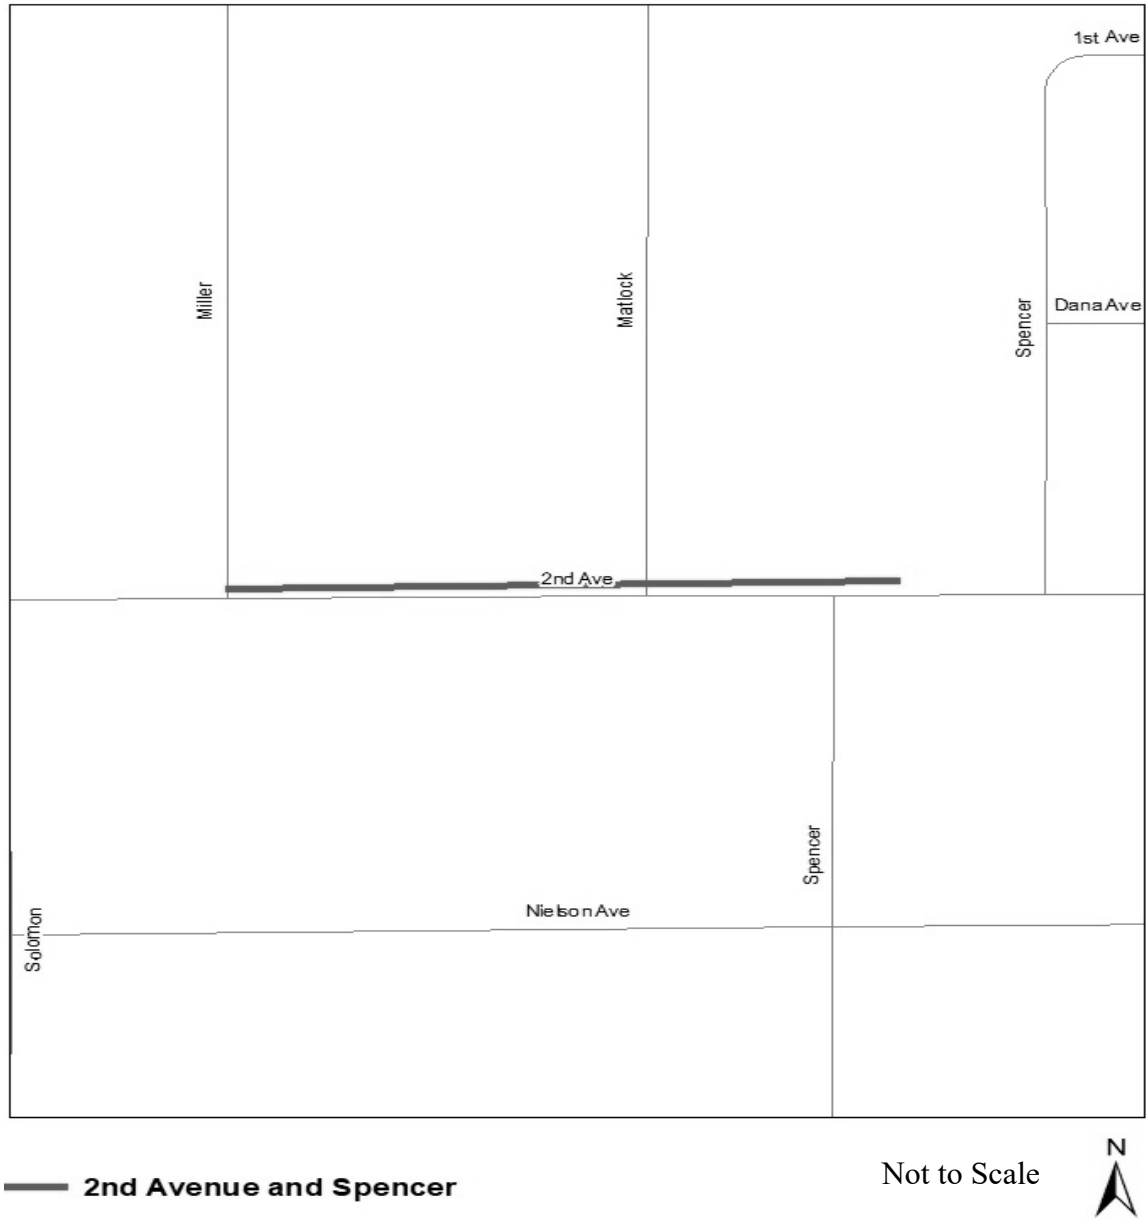 1st Ave
Miller
Matlock
Spencer
Dana Ave
2nd Ave
Spencer
Nielson Ave
Solomon
N
2nd Avenue and Spencer
Not to Scale